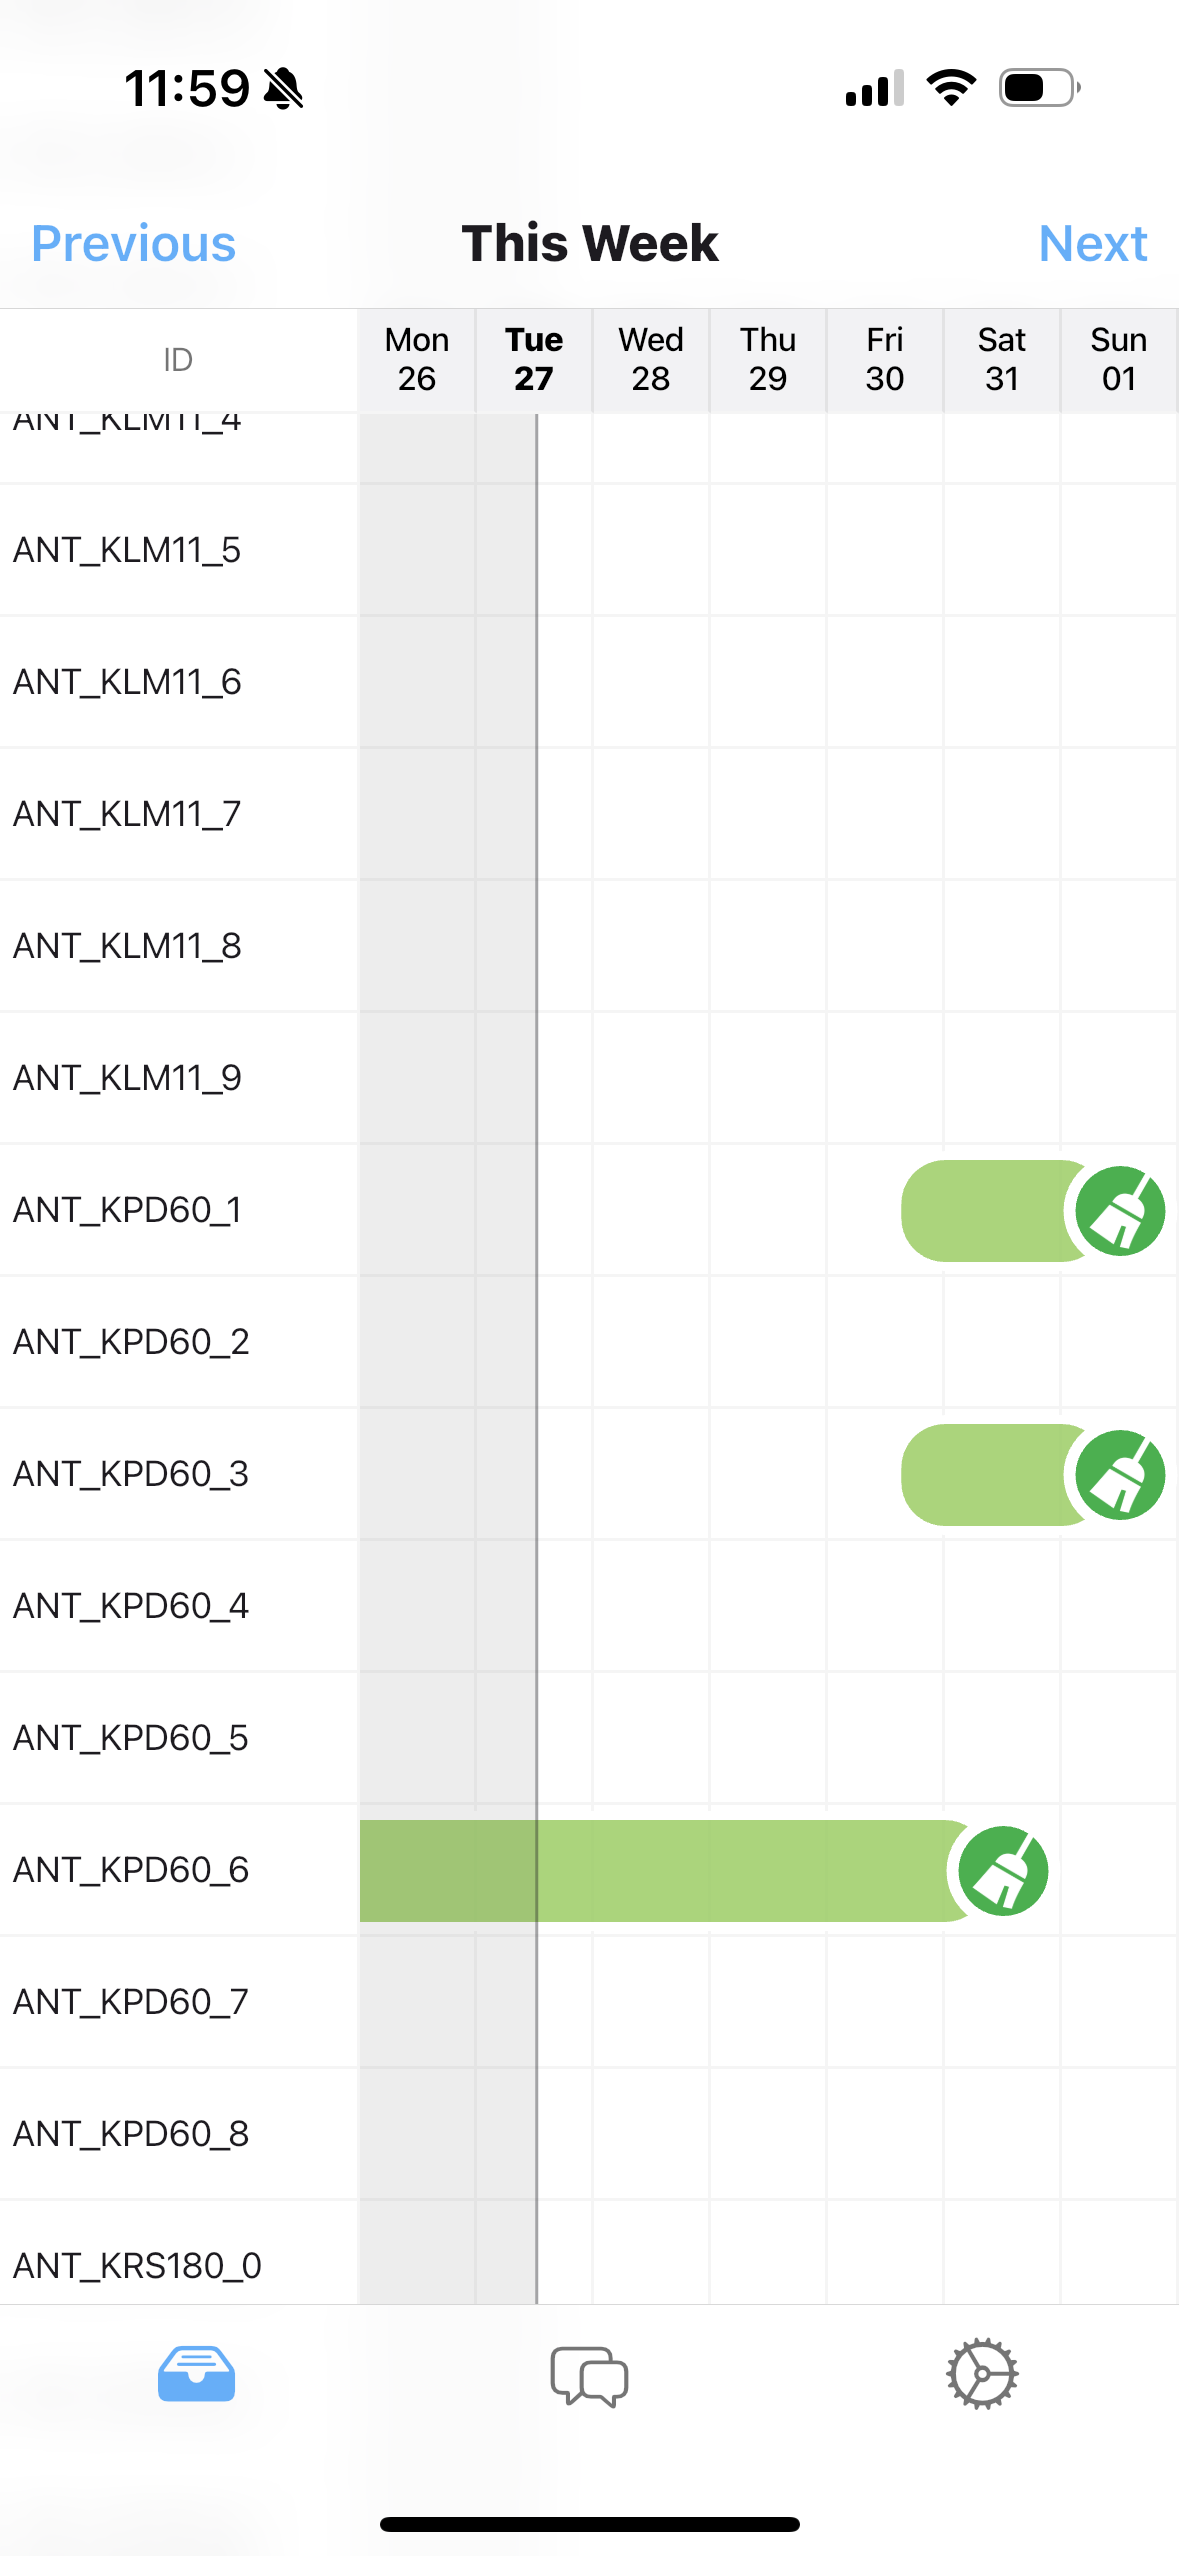 11:59
Previous This Week Next
ID Mon Tue Wed Thu Fri Sat Sun
26 27 28 29 30 31 01
ANT_KLM11_4
ANT_KLM11_5
ANT_KLM11_6
ANT_KLM11_7
ANT_KLM11_8
ANT_KLM11_9
ANT_KPD60_1
ANT_KPD60_2
ANT_KPD60_3
ANT_KPD60_4
ANT_KPD60_5
ANT_KPD60_6
ANT_KPD60_7
ANT_KPD60_8
ANT_KRS180_0